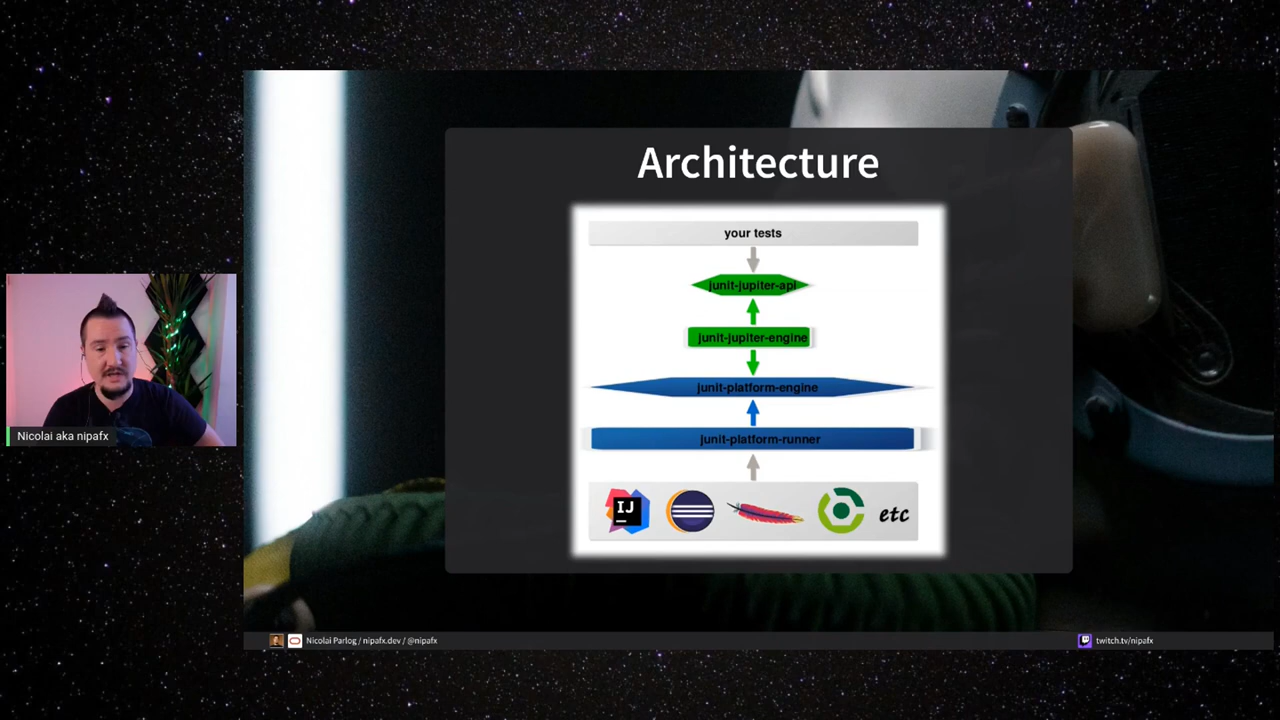 Architecture
your tests
junit-jupiter-api
junit-jupiter-engine
junit-platform-engine
junit-platform-runner
IJ
etc
Nicolai aka nipafx
Nicolai Parlog / nipafx.dev / @nipafx
twitch.tv/nipafx